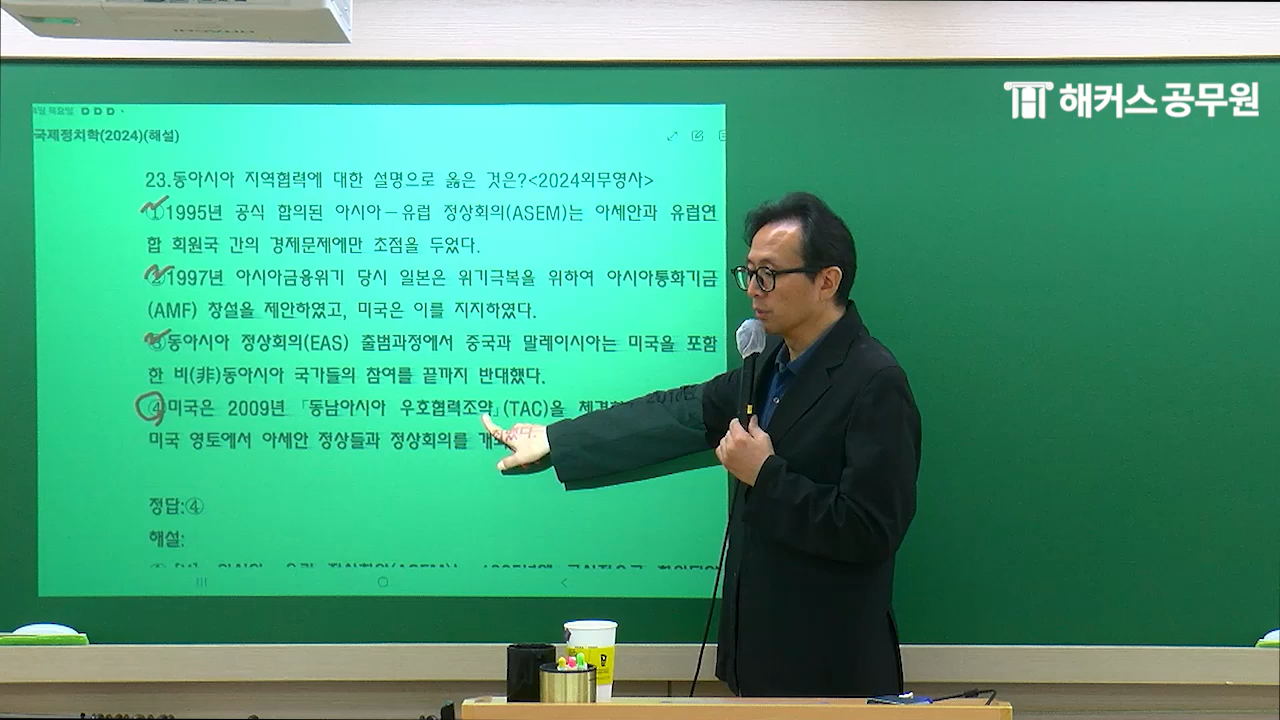 해커스공무원
국제정치학(2024)(해설)
23.동아시아 지역협력에 대한 설명으로 옳은 것은?<2024외무영사>
①1995년 공식 합의된 아시아-유럽 정상회의(ASEM)는 아세안과 유럽연
합 회원국 간의 경제문제에만 초점을 두었다.
②1997년 아시아금융위기 당시 일본은 위기극복을 위하여 아시아통화기금
(AMF) 창설을 제안하였고, 미국은 이를 지지하였다.
③동아시아 정상회의(EAS) 출범과정에서 중국과 말레이시아는 미국을 포함
한 비(非)동아시아 국가들의 참여를 끝까지 반대했다.
④미국은 2009년 「동남아시아 우호협력조약」(TAC)을 2010년
미국 영토에서 아세안 정상들과 정상회의를
정답:④
해설: